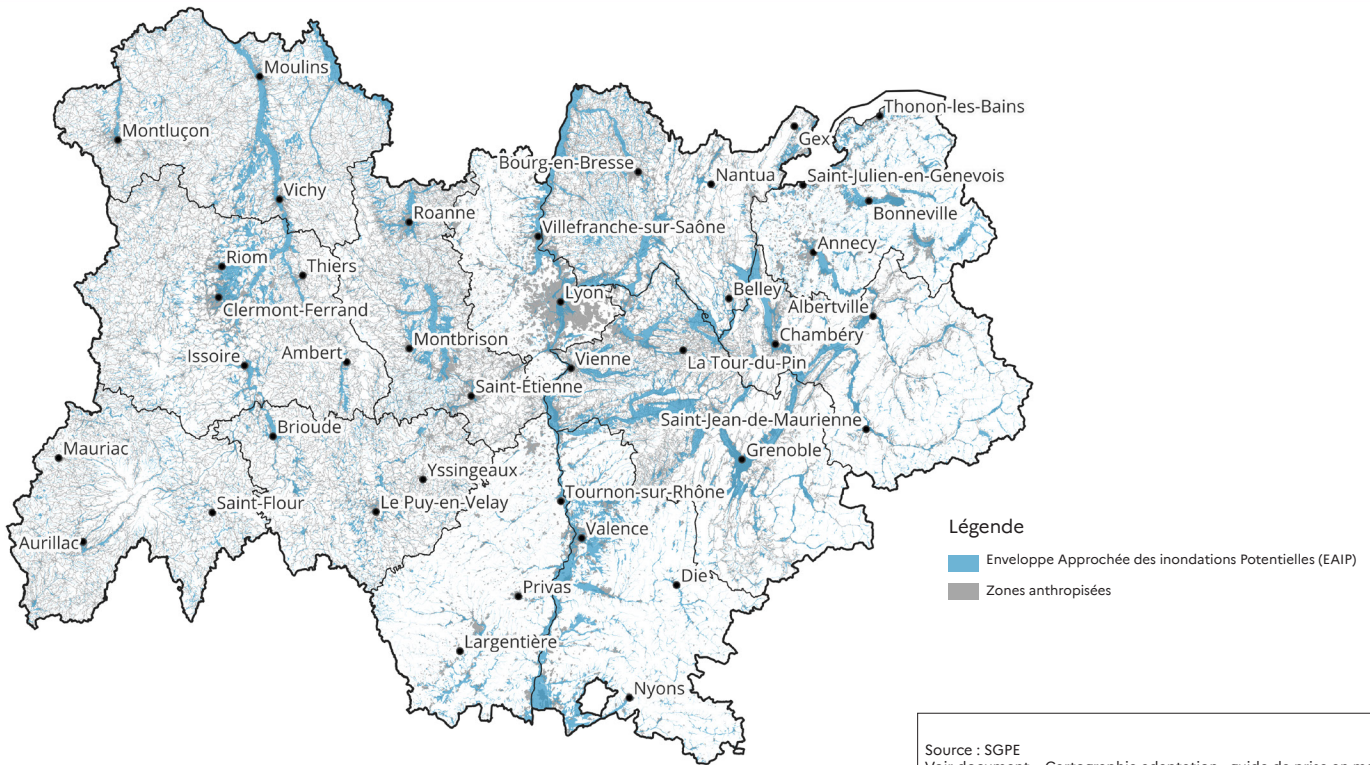 Moulins
Montluçon
Thonon-les-Bains
Gex
Bourg-en-Bresse
Nantua
Saint-Julien-en-Genevois
Vichy
Bonneville
Roanne
Villefranche-sur-Saône
Annecy
Riom
Thiers
Clermont-Ferrand
Lyon
Belley
Albertville
Chambéry
Montbrison
Issoire
Ambert
Vienne
La Tour-du-Pin
Saint-Étienne
Saint-Jean-de-Maurienne
Brioude
Mauriac
Grenoble
Yssingeaux
Saint-Flour
Le Puy-en-Velay
Tournon-sur-Rhône
Valence
Aurillac
Die
Privas
Largentière
Nyons
Légende
Enveloppe Approchée des inondations Potentielles (EAIP)
Zones anthropisées
Source : SGPE